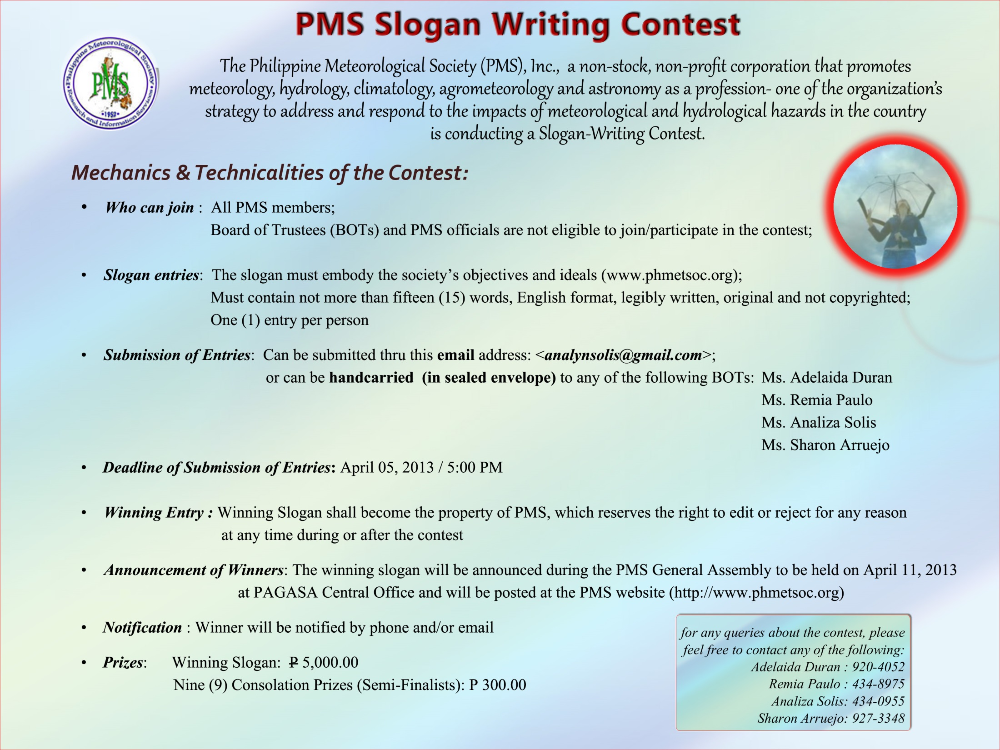 PMS Slogan Writing Contest
Philippine Meteorological Society
PMS
•1952•
Research and Information Services
The Philippine Meteorological Society (PMS), Inc., a non-stock, non-profit corporation that promotes
meteorology, hydrology, climatology, agrometeorology and astronomy as a profession- one of the organization's
strategy to address and respond to the impacts of meteorological and hydrological hazards in the country
is conducting a Slogan-Writing Contest.
Mechanics & Technicalities of the Contest:
• Who can join : All PMS members;
Board of Trustees (BOTs) and PMS officials are not eligible to join/participate in the contest;
• Slogan entries: The slogan must embody the society's objectives and ideals (www.phmetsoc.org);
Must contain not more than fifteen (15) words, English format, legibly written, original and not copyrighted;
One (1) entry per person
• Submission of Entries: Can be submitted thru this email address: <analynsolis@gmail.com>;
or can be handcarried (in sealed envelope) to any of the following BOTs: Ms. Adelaida Duran
Ms. Remia Paulo
Ms. Analiza Solis
Ms. Sharon Arruejo
• Deadline of Submission of Entries: April 05, 2013 / 5:00 PM
• Winning Entry : Winning Slogan shall become the property of PMS, which reserves the right to edit or reject for any reason
at any time during or after the contest
• Announcement of Winners: The winning slogan will be announced during the PMS General Assembly to be held on April 11, 2013
at PAGASA Central Office and will be posted at the PMS website (http://www.phmetsoc.org)
• Notification : Winner will be notified by phone and/or email
• Prizes: Winning Slogan: ₱ 5,000.00
Nine (9) Consolation Prizes (Semi-Finalists): P 300.00
for any queries about the contest, please
feel free to contact any of the following:
Adelaida Duran : 920-4052
Remia Paulo : 434-8975
Analiza Solis: 434-0955
Sharon Arruejo: 927-3348